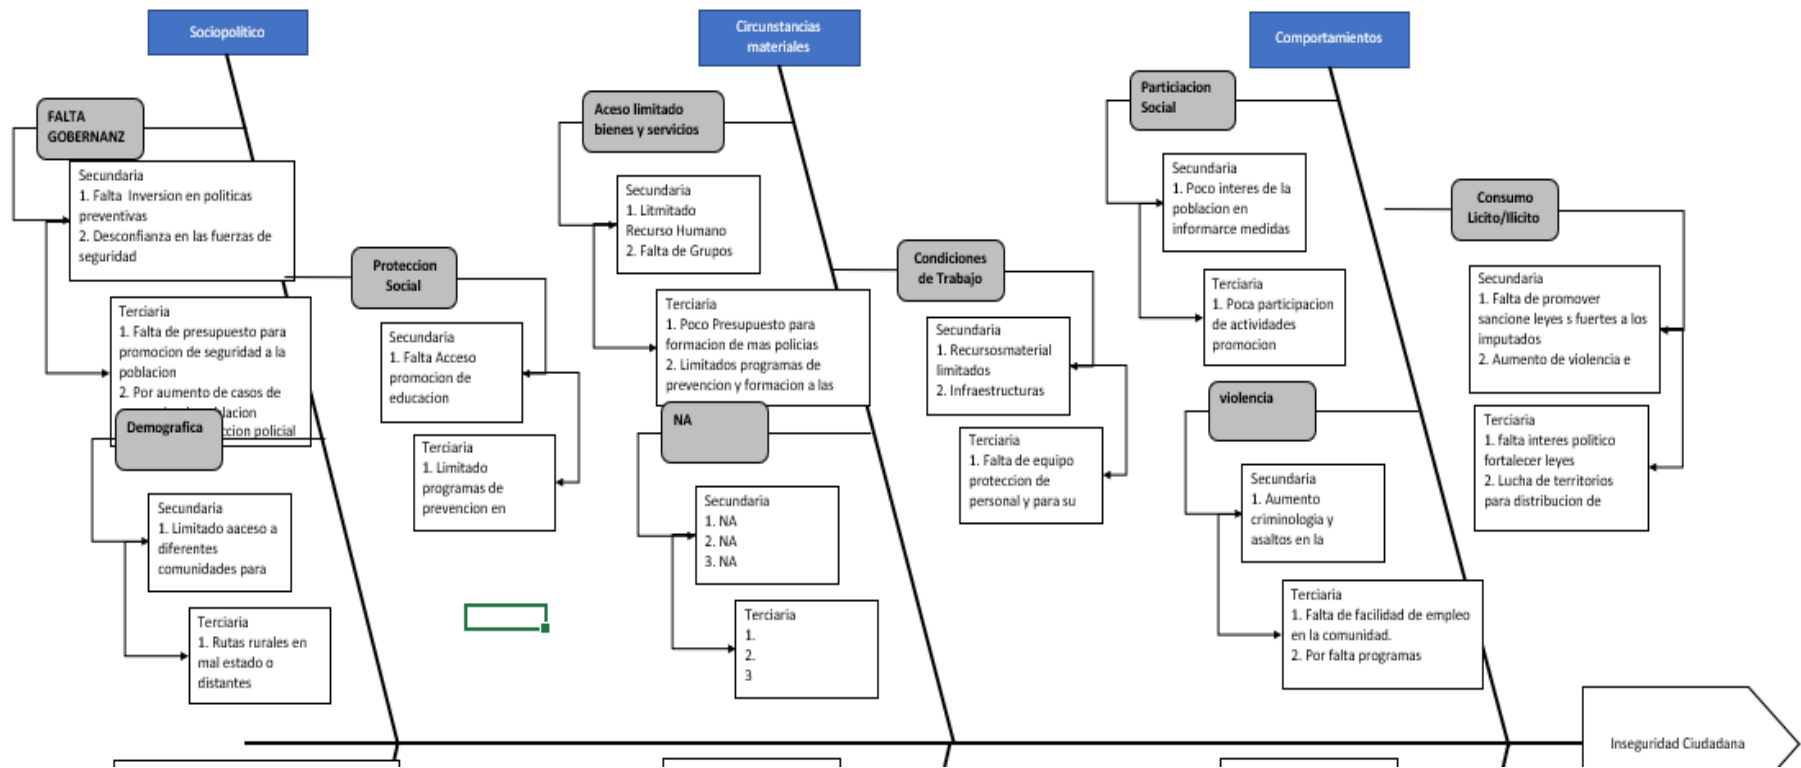 Sociopolítico
FALTA
GOBERNANZ
Secundaria
1. Falta Inversion en politicas
preventivas
2. Desconfianza en las fuerzas de
seguridad
Terciaria
1. Falta de presupuesto para
promocion de seguridad a la
poblacion
2. Por aumento de casos de
lacion
ccion policial
Proteccion
Social
Secundaria
1. Falta Acceso
promocion de
educacion
Terciaria
1. Limitado
programas de
prevencion en
Demografica
Secundaria
1. Limitado aaceso a
diferentes
comunidades para
Terciaria
1. Rutas rurales en
mal estado o
distantes
Circunstancias
materiales
Aceso limitado
bienes y servicios
Secundaria
1. Litmitado
Recurso Humano
2. Falta de Grupos
Terciaria
1. Poco Presupuesto para
formacion de mas policias
2. Limitados programas de
prevencion y formacion a las
Condiciones
de Trabajo
Secundaria
1. Recursosmaterial
limitados
2. Infraestructuras
Terciaria
1. Falta de equipo
proteccion de
personal y para su
NA
Secundaria
1. NA
2. NA
3. NA
Terciaria
1.
2.
3
Comportamientos
Particiacion
Social
Secundaria
1. Poco interes de la
poblacion en
informarce medidas
Terciaria
1. Poca participacion
de actividades
promocion
Consumo
Licito/Ilicito
Secundaria
1. Falta de promover
sancione leyes s fuertes a los
imputados
2. Aumento de violencia e
Terciaria
1. falta interes politico
fortalecer leyes
2. Lucha de territorios
para distribucion de
violencia
Secundaria
1. Aumento
criminologia y
asaltos en la
Terciaria
1. Falta de facilidad de empleo
en la comunidad.
2. Por falta programas
Inseguridad Ciudadana